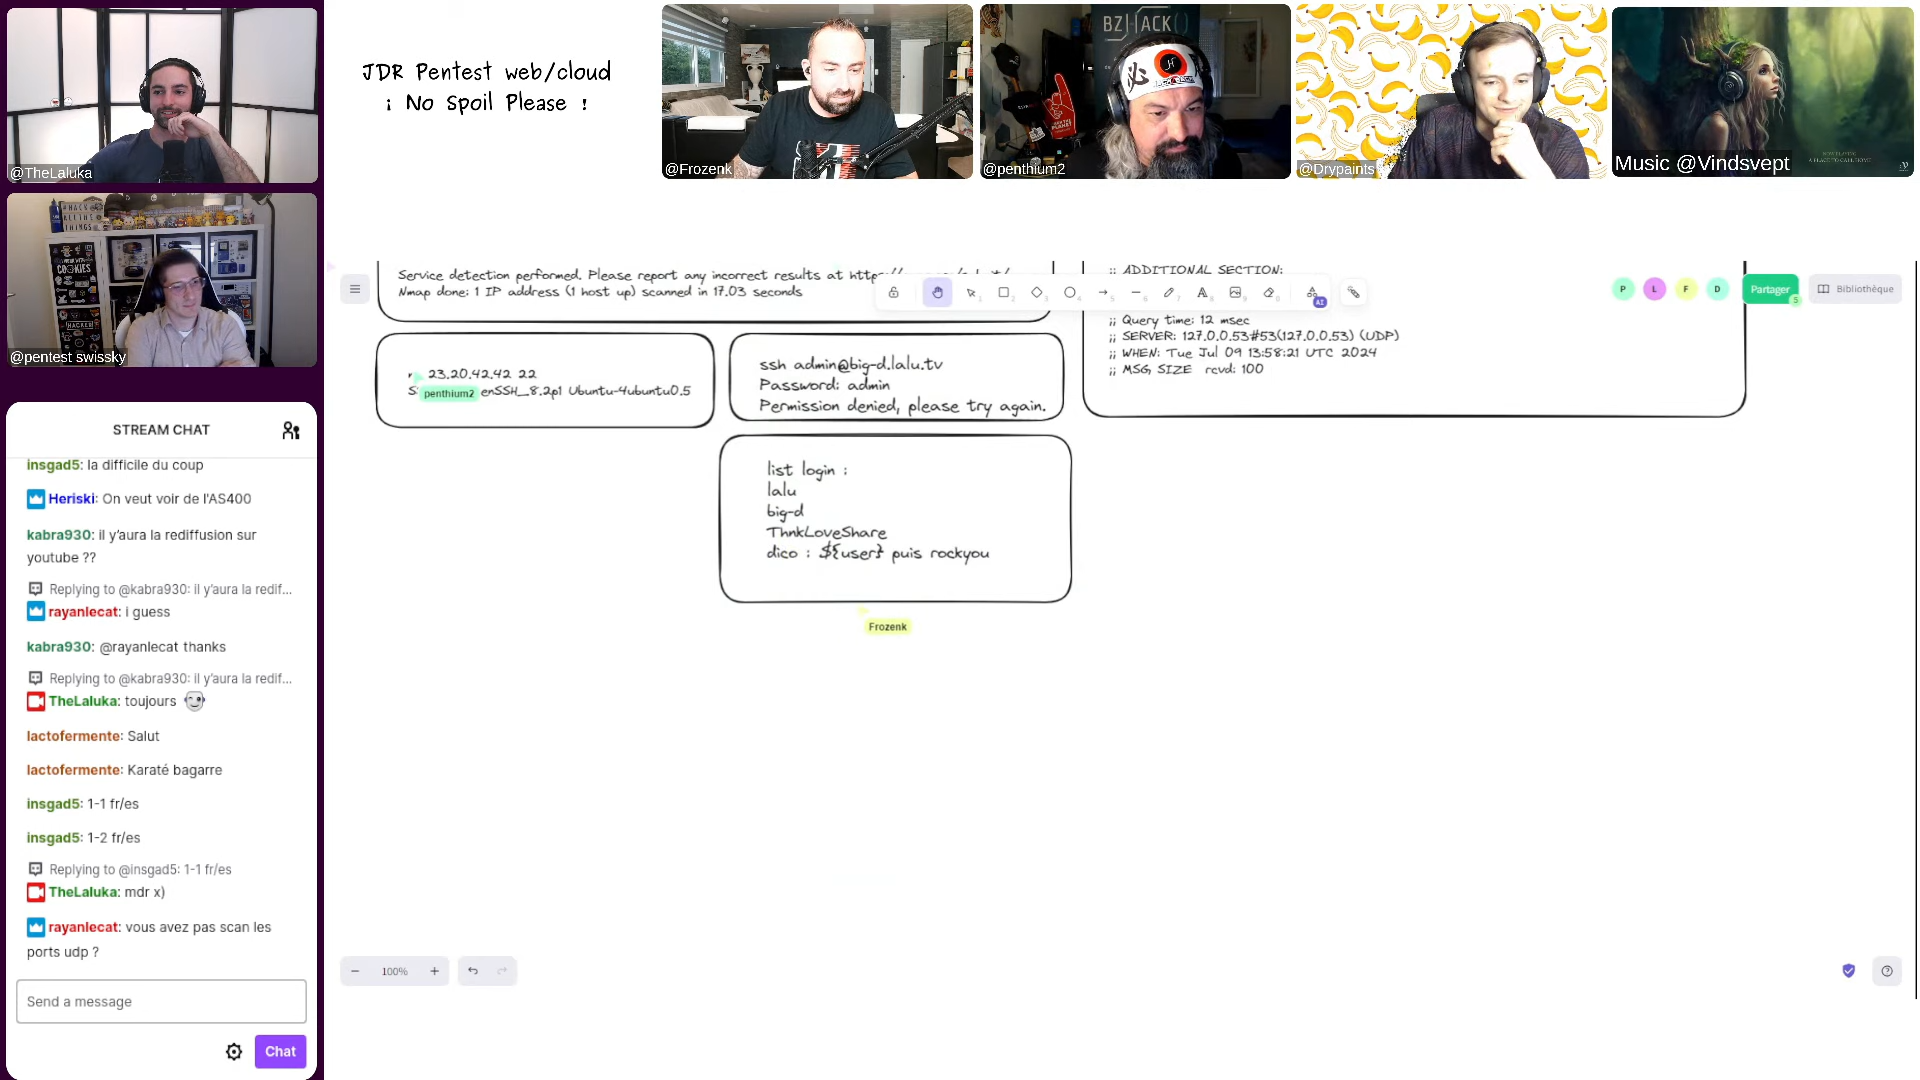 @TheLaluka
JDR Pentest web/cloud
¡ No Spoil Please !
@Frozenk
BZHACK()
@penthium2
@Drypaints
Music @Vindsvept
HACK
ALL THE
THINGS
COOKIES
HACKER
@pentest swissky
STREAM CHAT
insgad5: la difficile du coup
Heriski: On veut voir de l'AS400
kabra930: il y'aura la rediffusion sur
youtube ??
Replying to @kabra930: il y'aura la redif...
rayanlecat: i guess
kabra930: @rayanlecat thanks
Replying to @kabra930: il y'aura la redif...
TheLaluka: toujours
lactofermente: Salut
lactofermente: Karaté bagarre
insgad5: 1-1 fr/es
insgad5: 1-2 fr/es
Replying to @insgad5: 1-1 fr/es
TheLaluka: mdr x)
rayanlecat: vous avez pas scan les
ports udp ?
Send a message
Chat
Service detection performed. Please report any incorrect results at
Nmap done: 1 IP address (1 host up) scanned in 17.03 seconds
23.20.42.42 22
enSSH_8.2p1 Ubuntu-4ubuntu0.5
penthium2
ssh admin@big-d.lalu.tv
Password: admin
Permission denied, please try again.
list login :
lalu
big-d
ThnkLoveShare
dico : ${user} puis rockyou
Frozenk
;; ADDITIONAL SECTION:
;; Query time: 12 msec
;; SERVER: 127.0.0.53#53(127.0.0.53) (UDP)
;; WHEN: Tue Jul 09 13:58:21 UTC 2024
;; MSG SIZE rcvd: 100
P
L
F
D
Partager
5
Bibliothèque
AI
100%